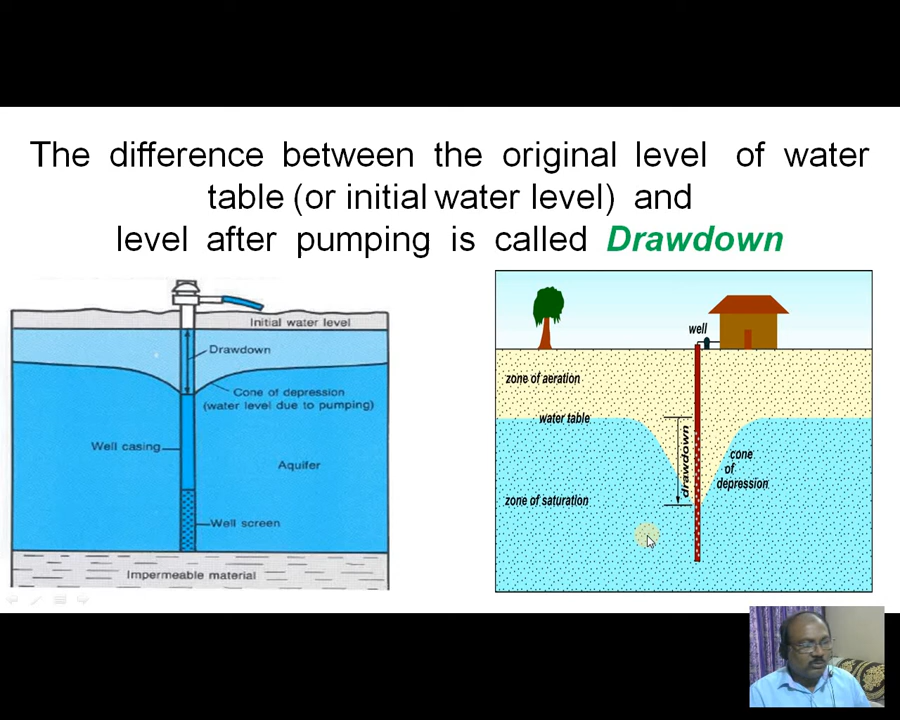 The difference between the original level of water
table (or initial water level) and
level after pumping is called Drawdown
Initial water level
Drawdown
Cone of depression
(water level due to pumping)
Well casing
Aquifer
Well screen
Impermeable material
well
zone of aeration
water table
drawdown
cone
of
depression
zone of saturation